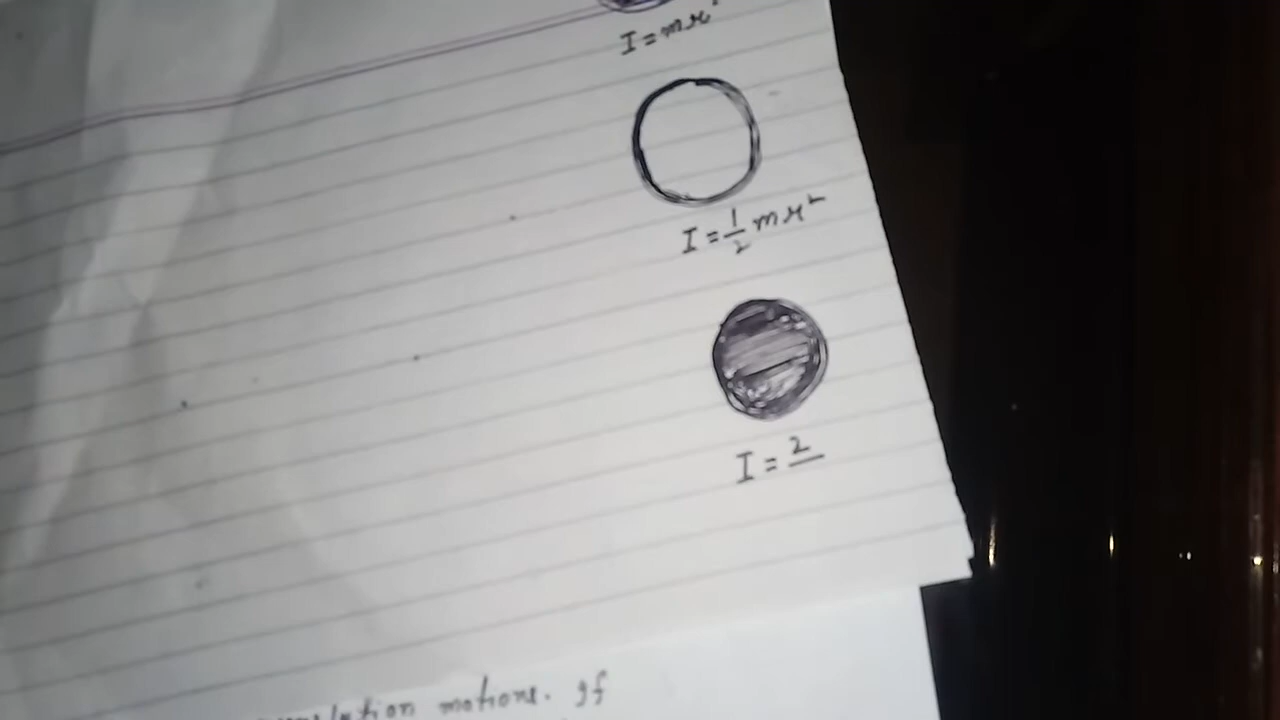 I = mr²
I = 1/2 mr²
I = 2/
motions. If